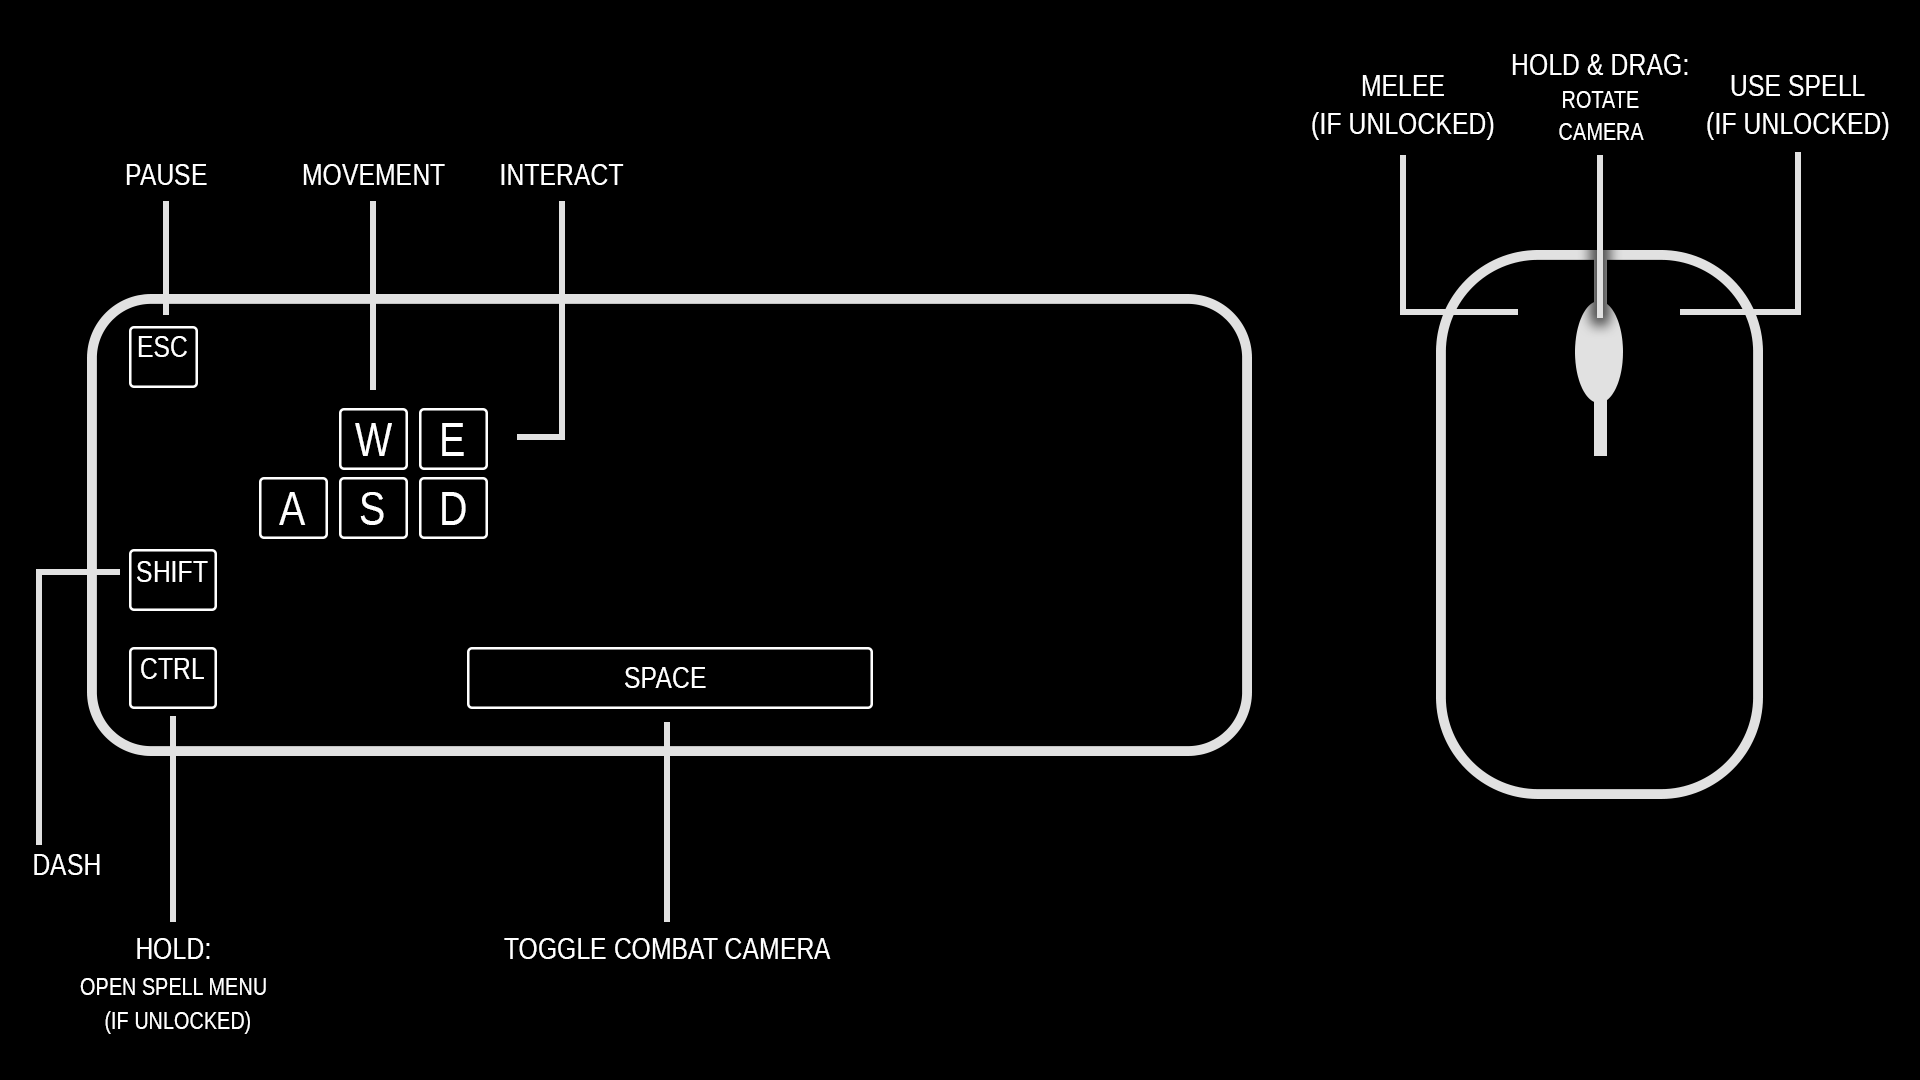 HOLD & DRAG:
ROTATE
CAMERA
MELEE
(IF UNLOCKED)
USE SPELL
(IF UNLOCKED)
PAUSE
MOVEMENT
INTERACT
ESC
W
E
A
S
D
SHIFT
CTRL
SPACE
DASH
HOLD:
OPEN SPELL MENU
(IF UNLOCKED)
TOGGLE COMBAT CAMERA